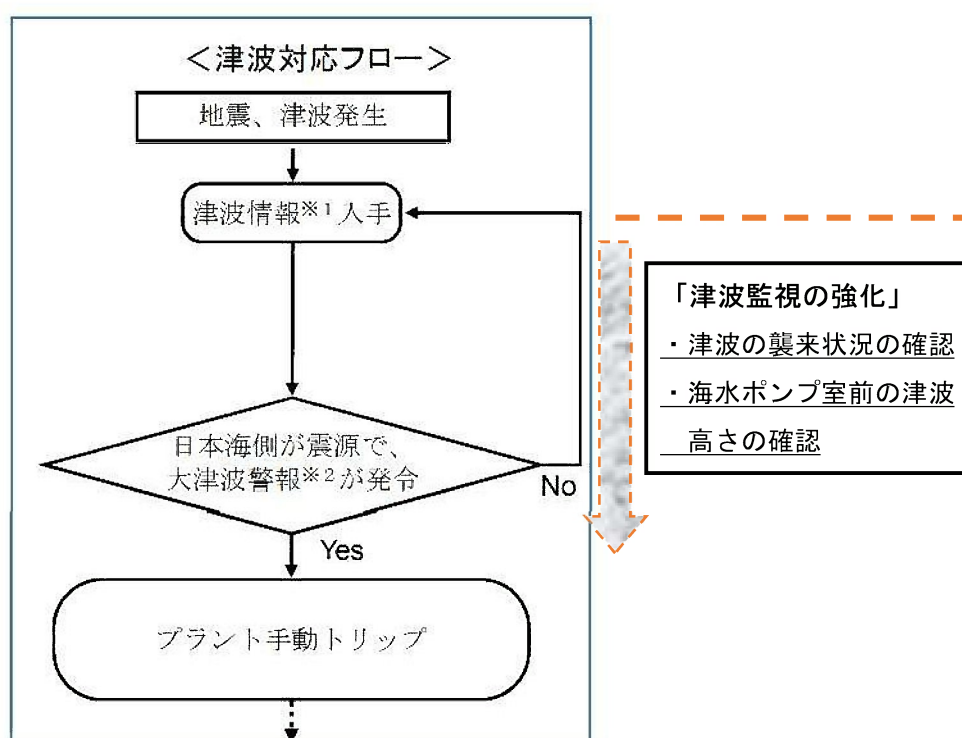 ＜津波対応フロー＞
地震、津波発生
津波情報※1入手
日本海側が震源で、
大津波警報※2が発令
No
Yes
プラント手動トリップ
「津波監視の強化」
・津波の襲来状況の確認
・海水ポンプ室前の津波
高さの確認